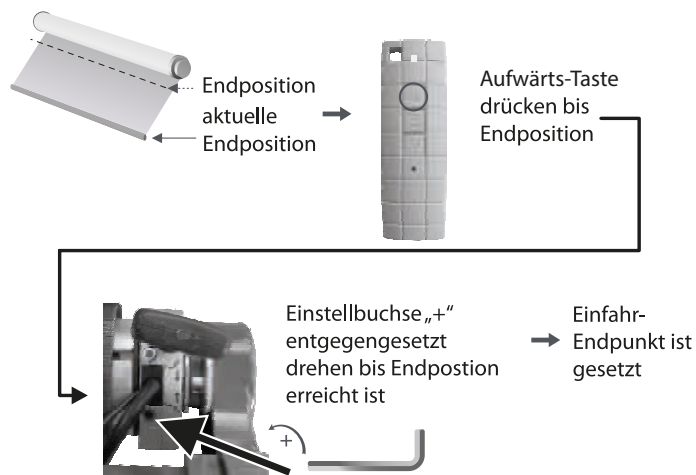 Endposition
aktuelle
Endposition
Aufwärts-Taste
drücken bis
Endposition
Einstellbuchse „+“
entgegengesetzt
drehen bis Endpostion
erreicht ist
Einfahr-
Endpunkt ist
gesetzt
+